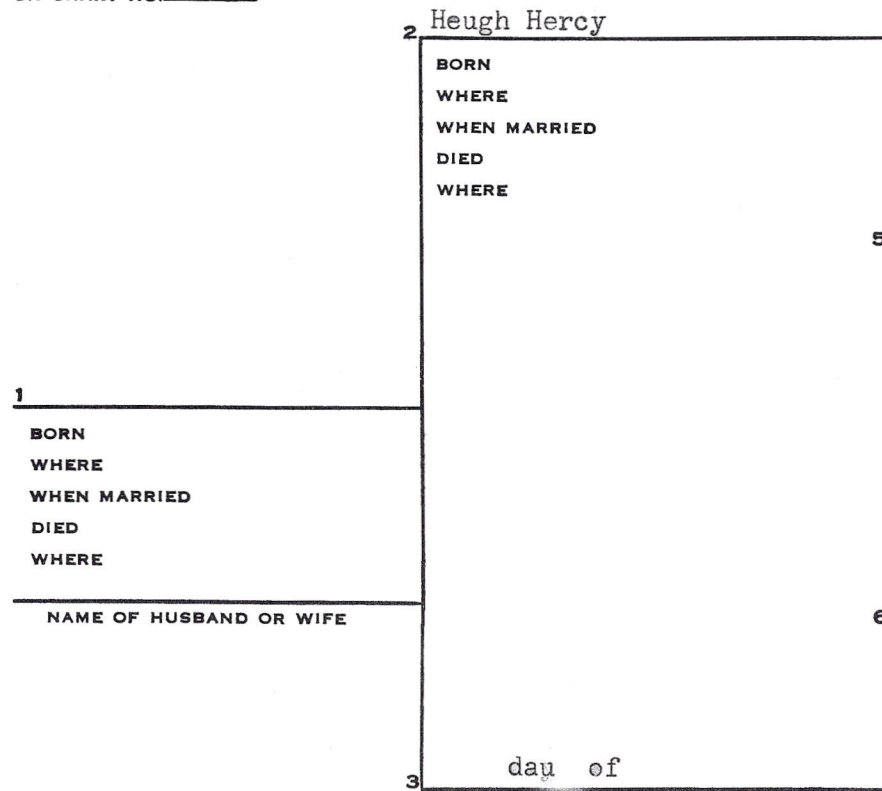 2 Heugh Hercy
BORN
WHERE
WHEN MARRIED
DIED
WHERE
5
1
BORN
WHERE
WHEN MARRIED
DIED
WHERE
NAME OF HUSBAND OR WIFE
6
3 dau of